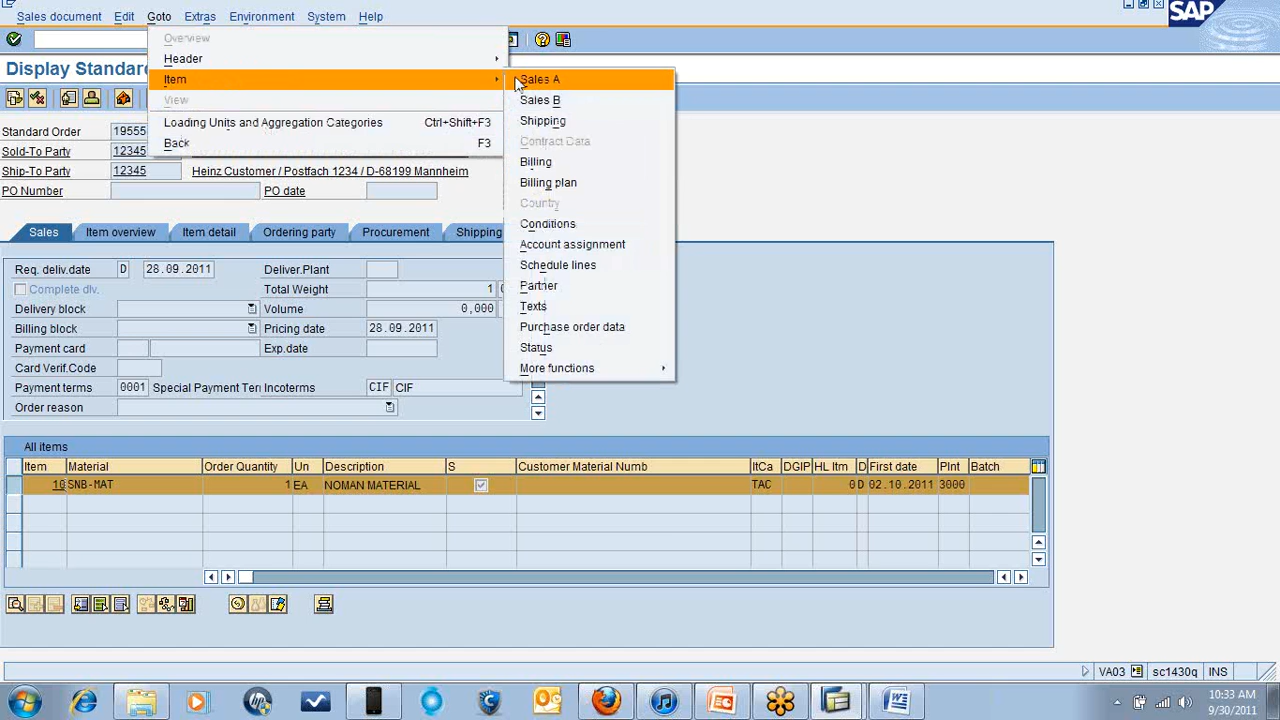 Sales document Edit Goto Extras Environment System Help
SAP
Overview
Header
Item
View
Loading Units and Aggregation Categories Ctrl+Shift+F3
Back F3
Sales A
Sales B
Shipping
Contract Data
Billing
Billing plan
Country
Conditions
Account assignment
Schedule lines
Partner
Texts
Purchase order data
Status
More functions
Display Standar
Standard Order 19555
Sold-To Party 12345
Ship-To Party 12345 Heinz Customer / Postfach 1234 / D-68199 Mannheim
PO Number PO date
Sales Item overview Item detail Ordering party Procurement Shipping
Req. deliv.date D 28.09.2011 Deliver.Plant
Complete dlv. Total Weight 1
Delivery block Volume 0,000
Billing block Pricing date 28.09.2011
Payment card Exp.date
Card Verif.Code
Payment terms 0001 Special Payment Ter Incoterms CIF CIF
Order reason
All items
Item Material Order Quantity Un Description S Customer Material Numb ItCa DGIP HL Itm D First date Plnt Batch
10 SNB-MAT 1 EA NOMAN MATERIAL TAC 0 D 02.10.2011 3000
VA03 sc1430q INS
10:33 AM
9/30/2011